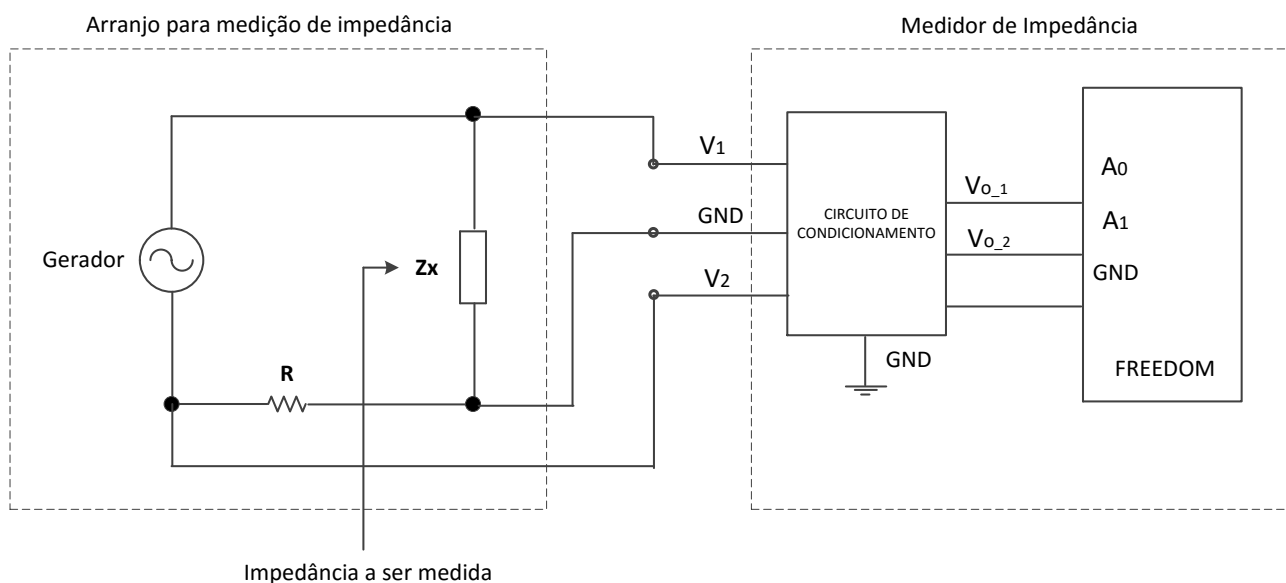 Arranjo para medição de impedância
Medidor de Impedância
V1
A0
Vo_1
GND
CIRCUITO DE
CONDICIONAMENTO
A1
Vo_2
Gerador
Zx
V2
GND
GND
R
FREEDOM
Impedância a ser medida